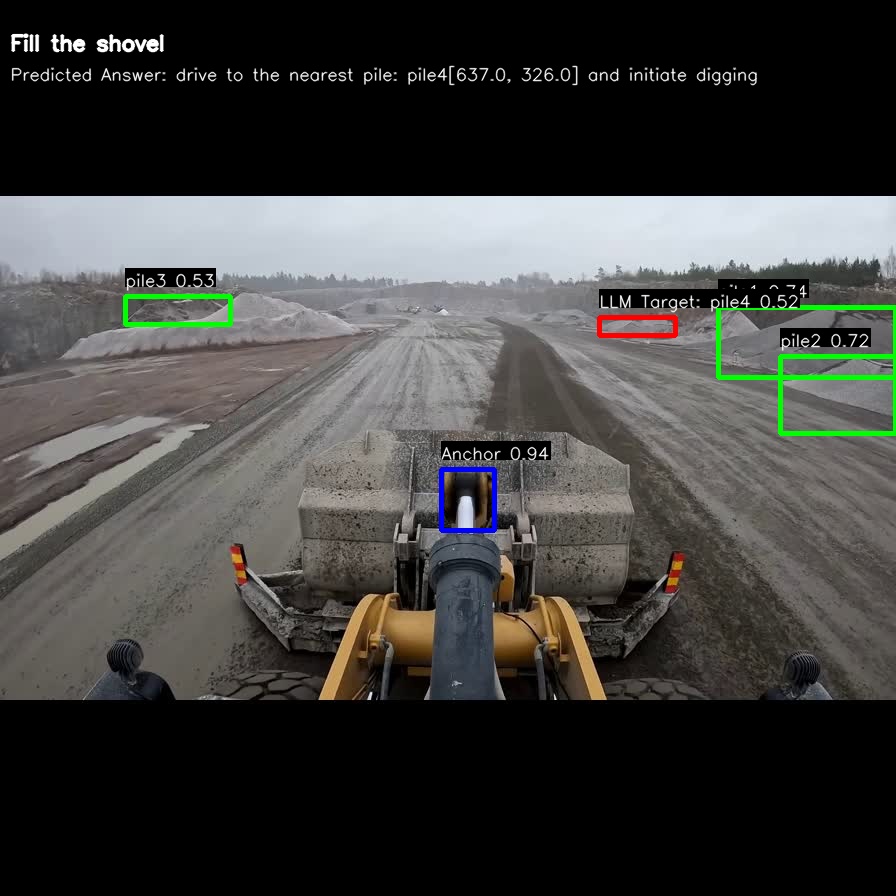 Fill the shovel
Predicted Answer: drive to the nearest pile: pile4[637.0, 326.0] and initiate digging
pile3 0.53
LLM Target: pile4 0.52
pile2 0.72
Anchor 0.94